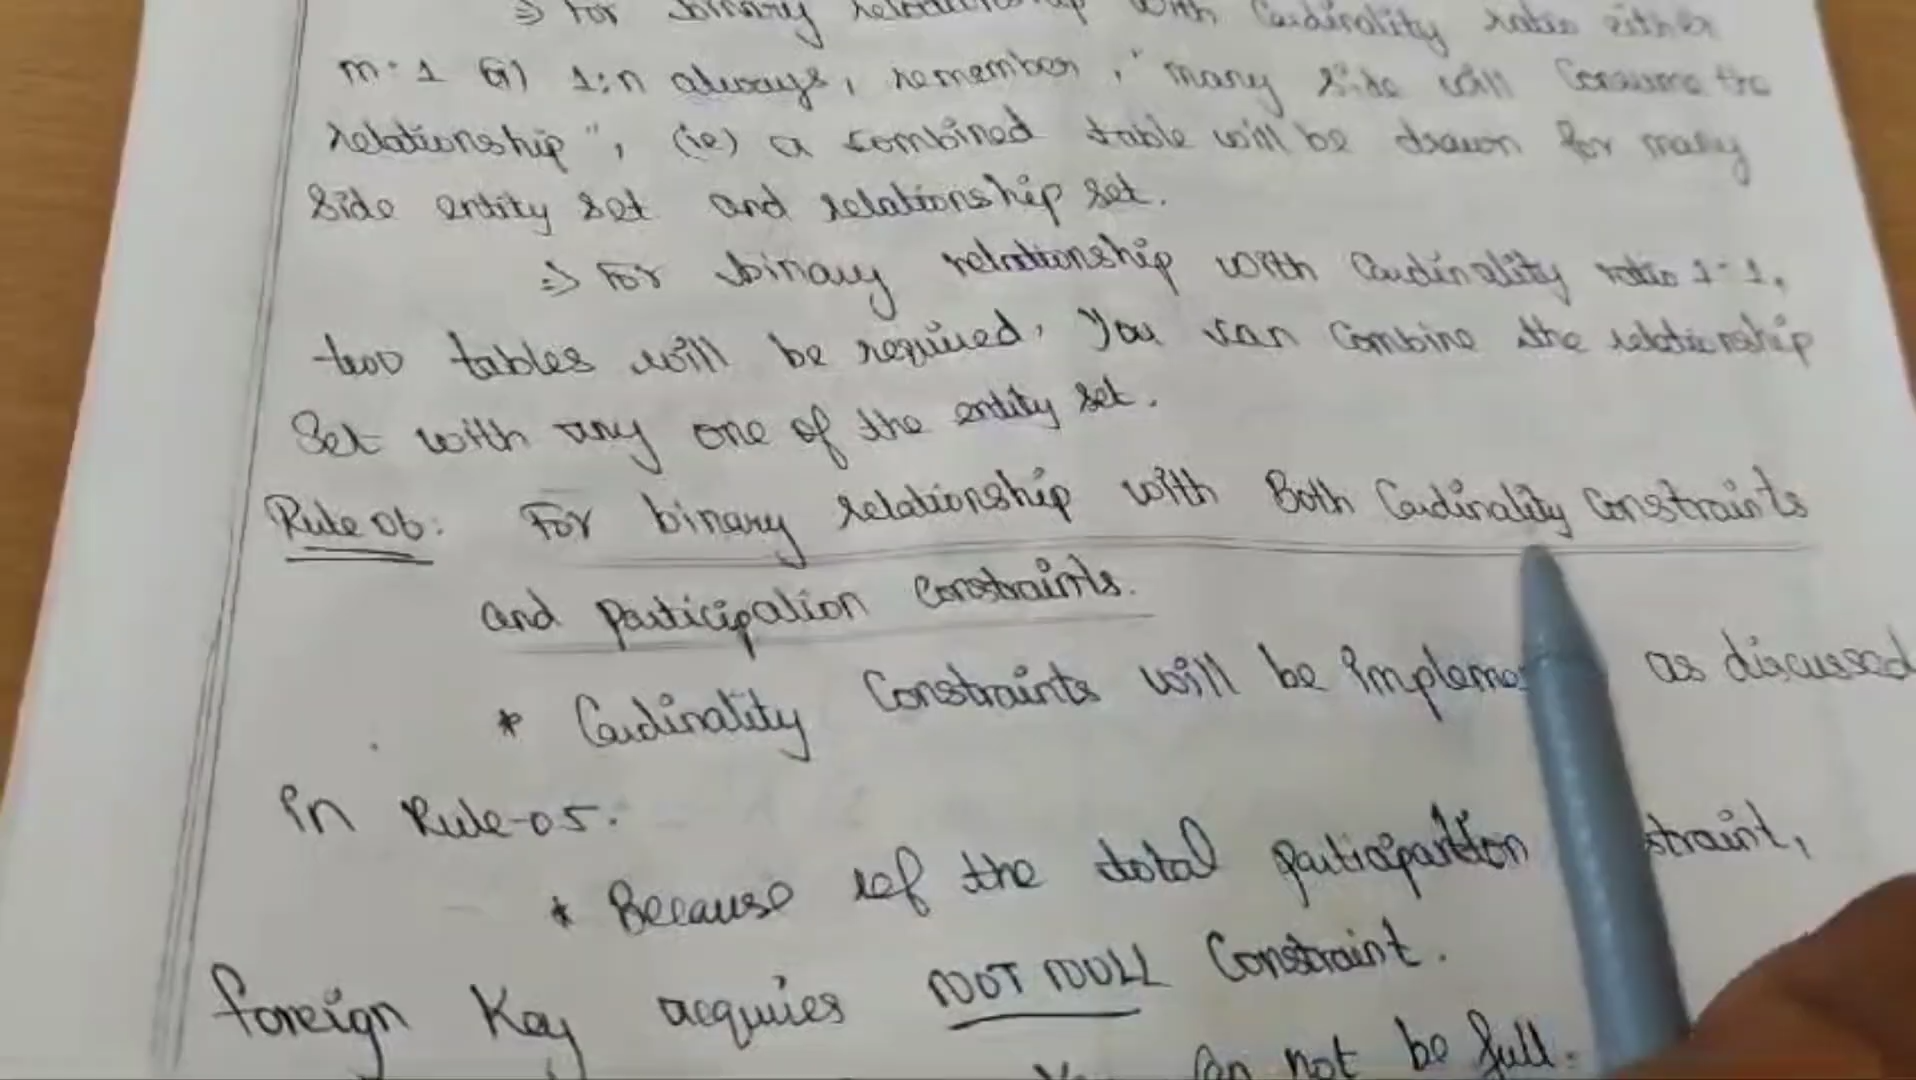 ⇒ For binary relationship with Cardinality ratio either
m:1 (or) 1:n always, remember, "many side will Consume the
relationship", (ie) a combined table will be drawn for many
side entity set and relationship set.
⇒ For binary relationship with Cardinality ratio 1:1,
two tables will be required. You can Combine the relationship
Set with any one of the entity set.
Rule 06: For binary relationship with Both Cardinality Constraints
and participation Constraints.
* Cardinality Constraints will be impleme as discussed
in Rule-05.
* Because of the total participation straint,
foreign Key acquies NOT NULL Constraint.
can not be full.